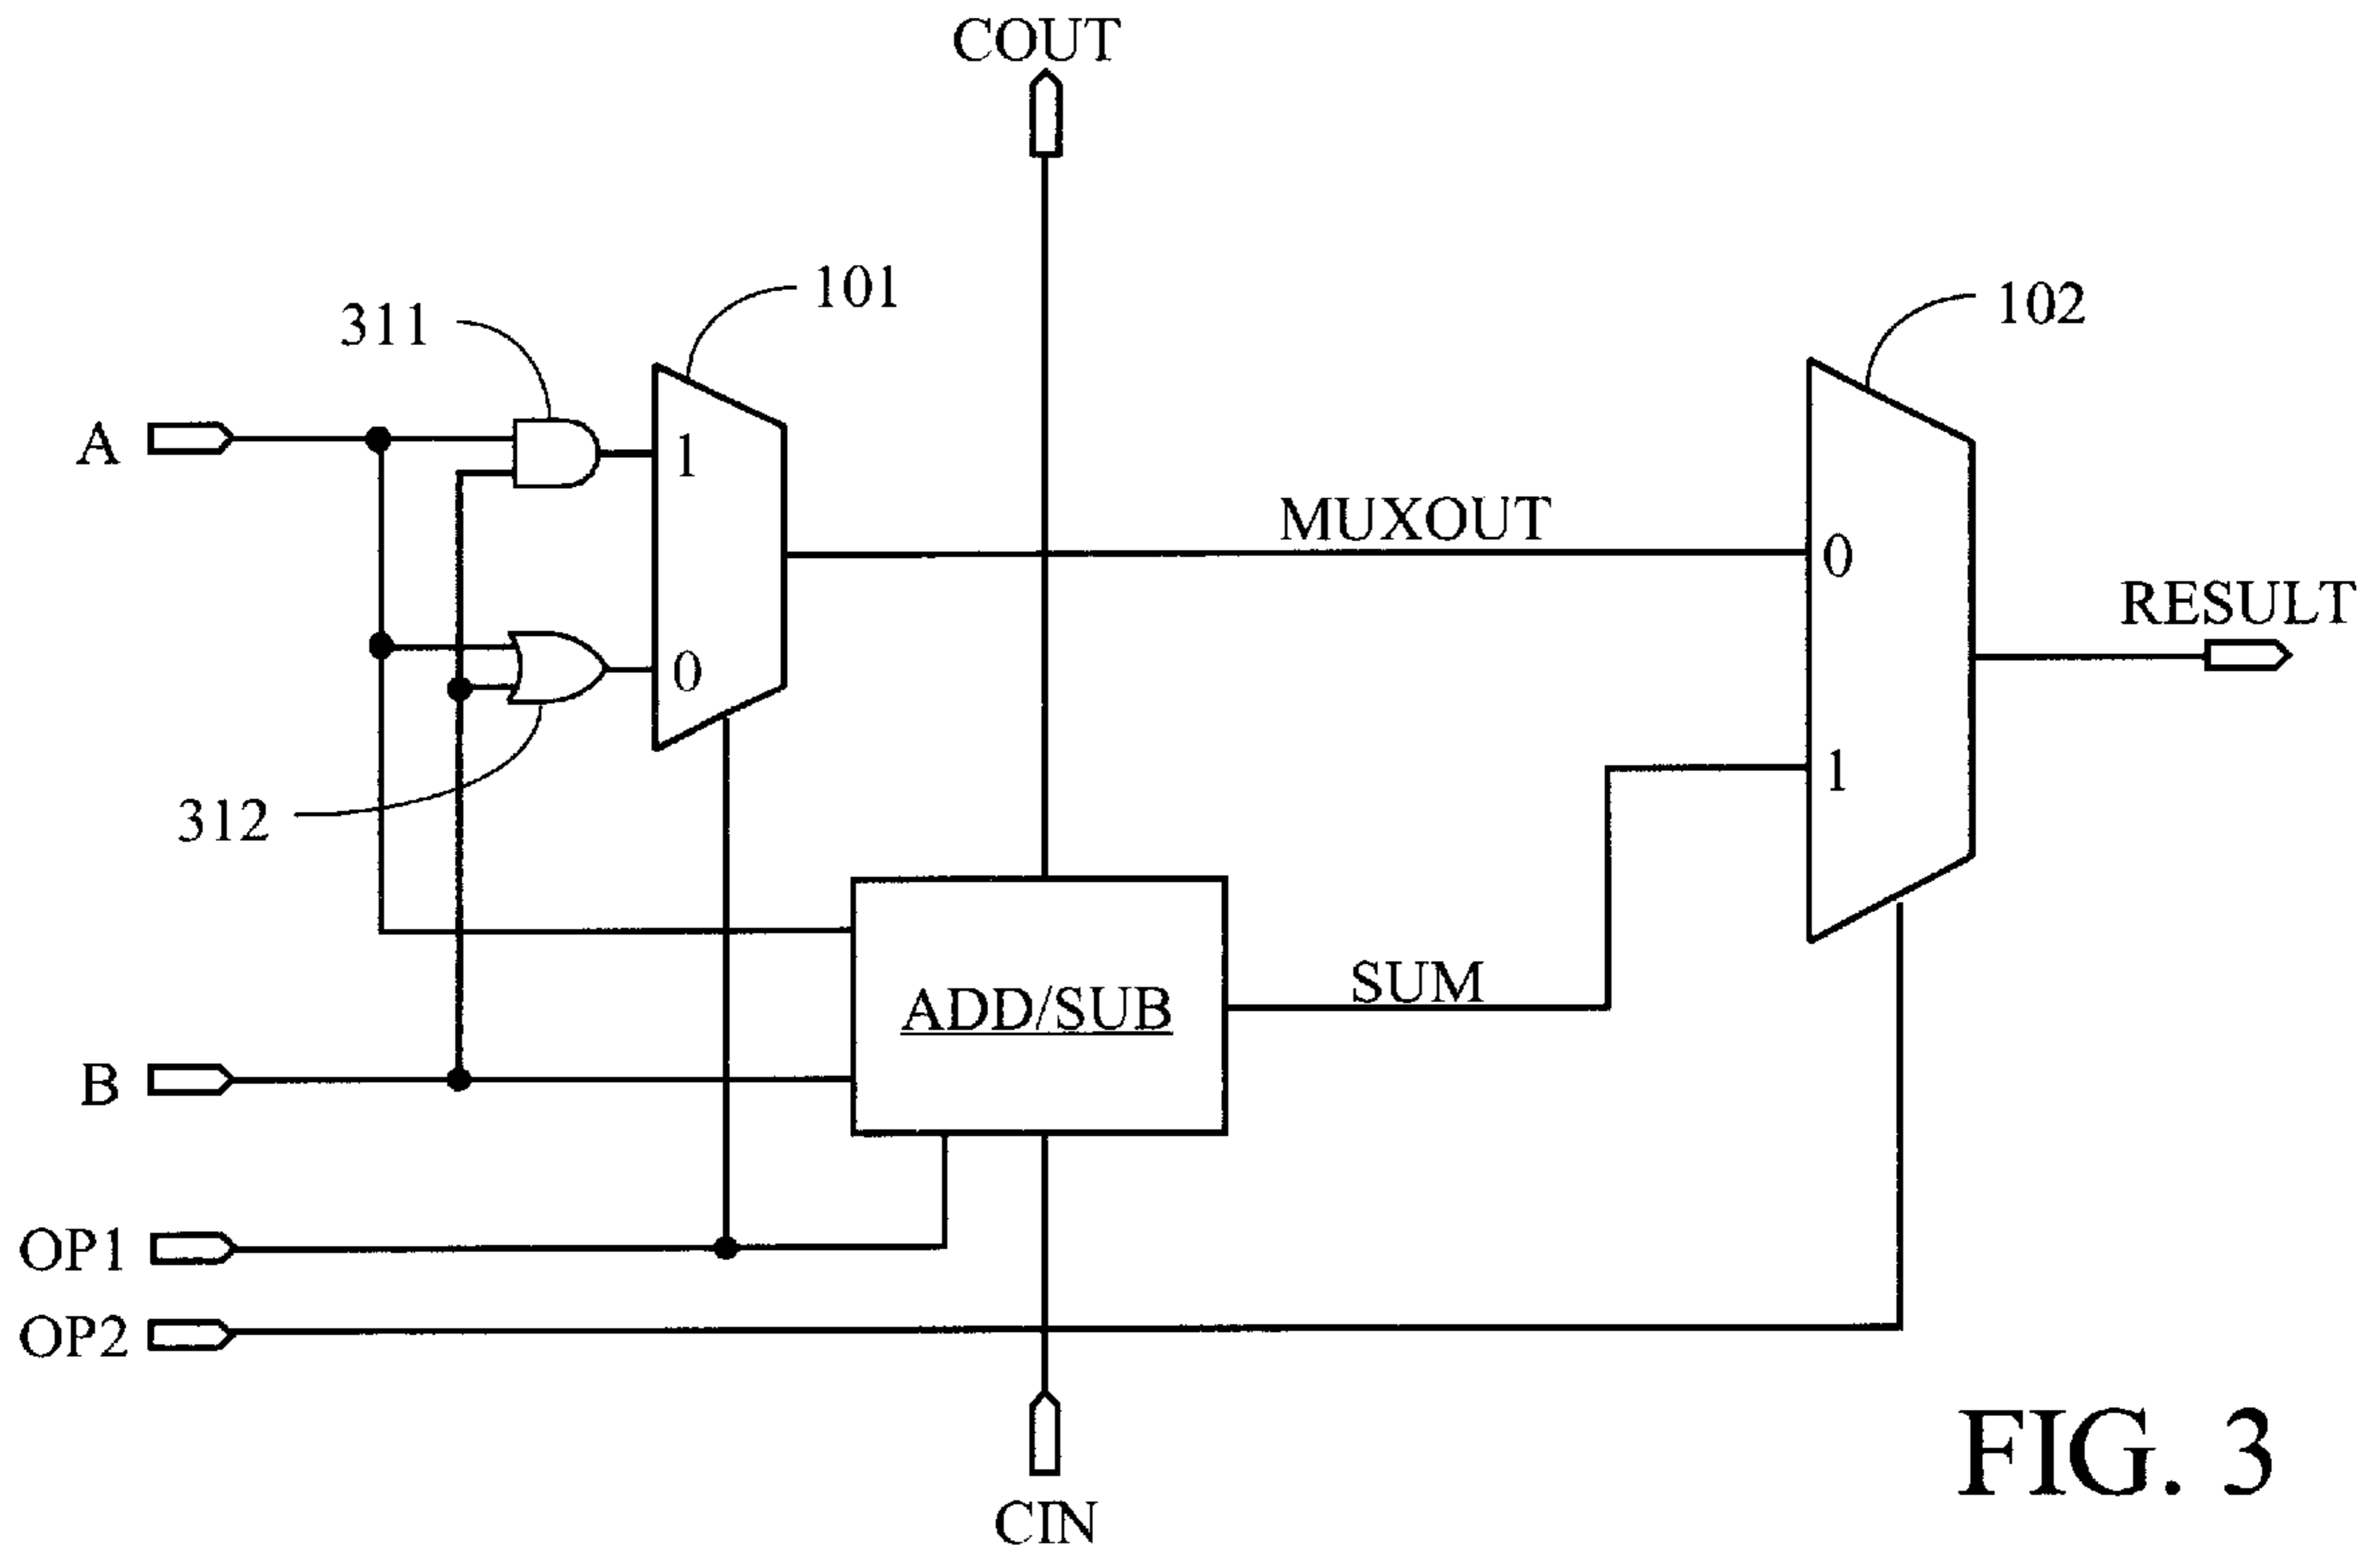 COUT
101
311
102
A
1
MUXOUT
0
RESULT
0
1
312
SUM
ADD/SUB
B
OP1
OP2
CIN
FIG. 3